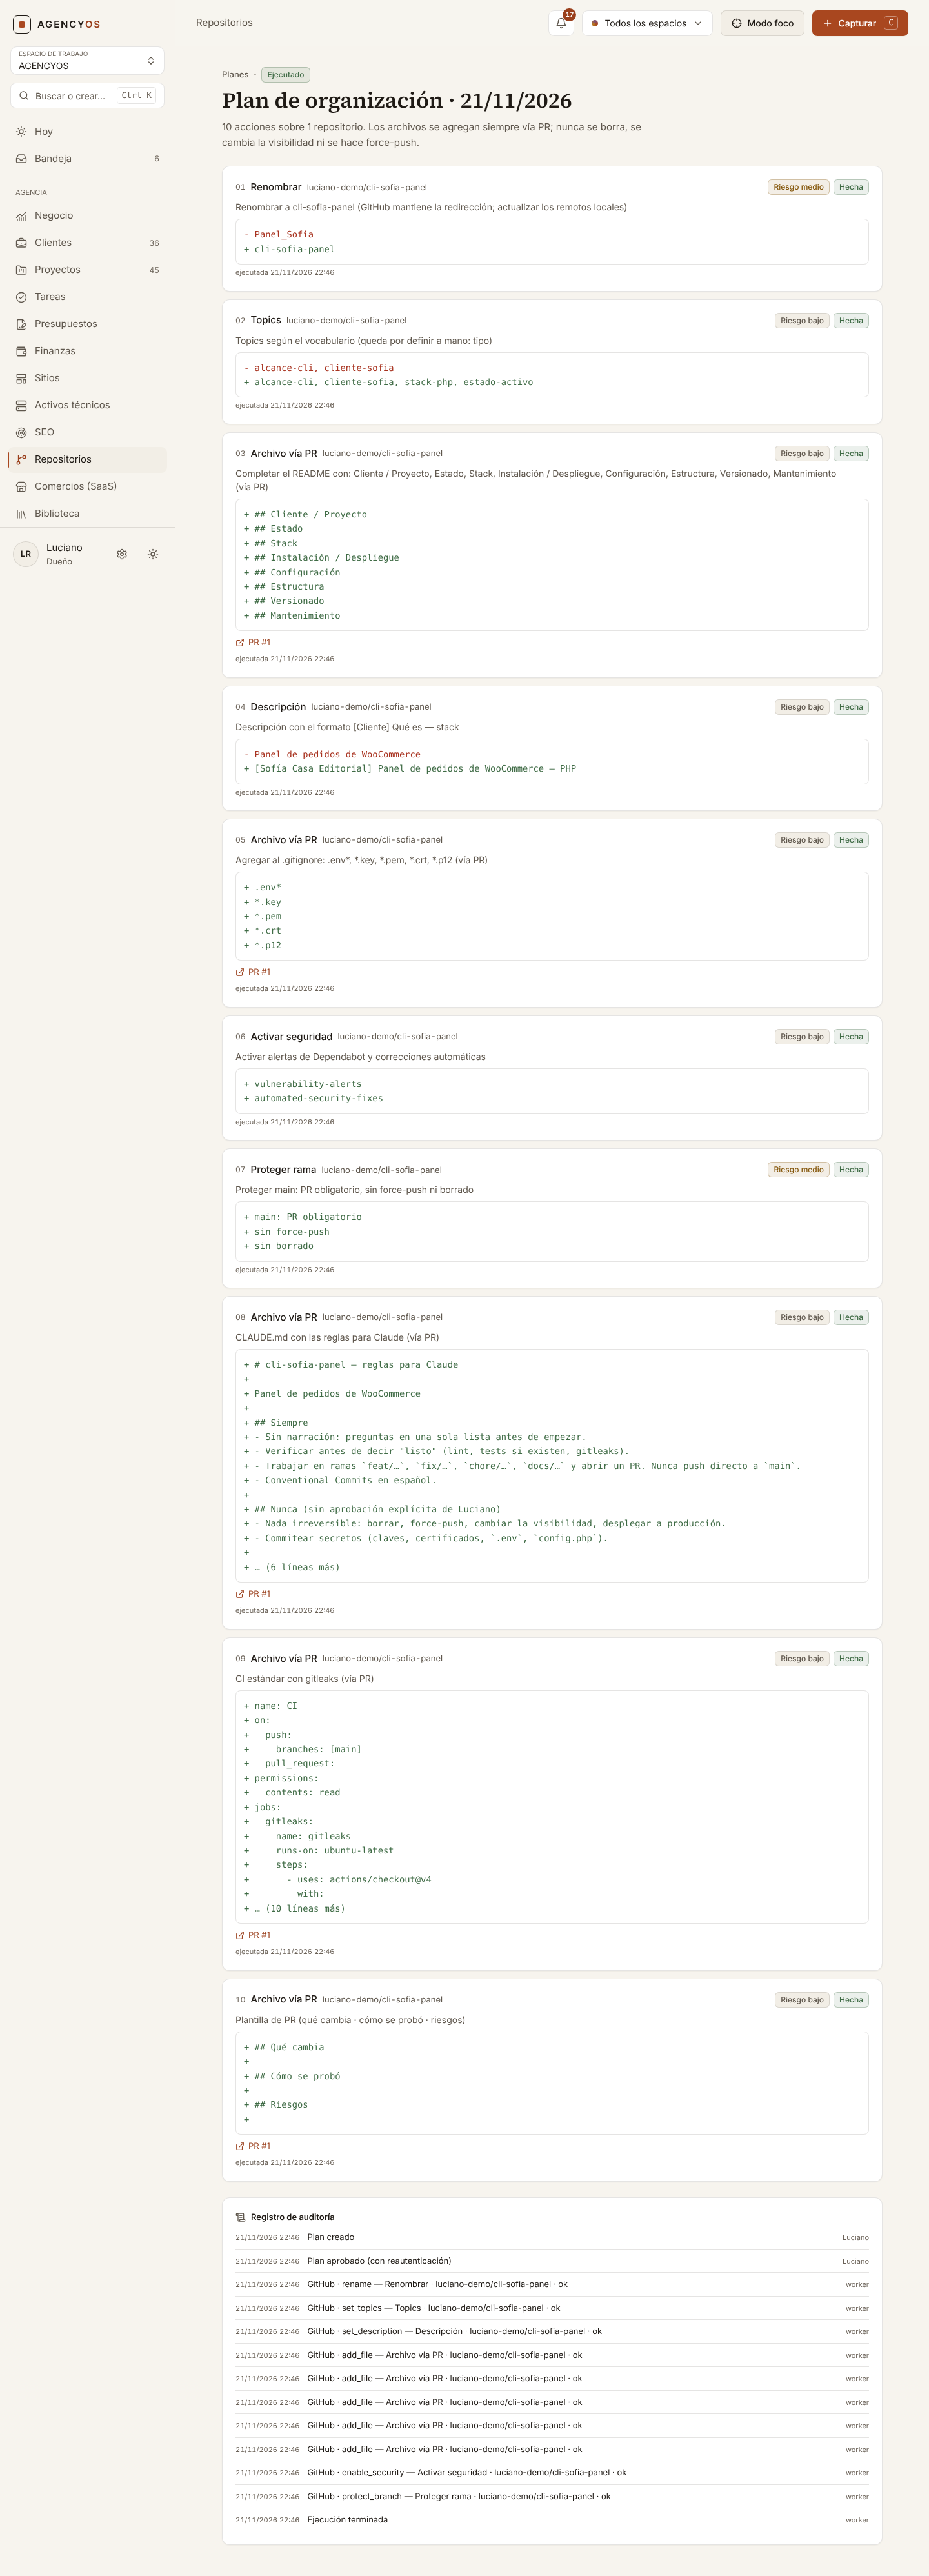 AGENCYOS
ESPACIO DE TRABAJO
AGENCYOS
Buscar o crear... Ctrl K
Hoy
Bandeja 6
AGENCIA
Negocio
Clientes 36
Proyectos 45
Tareas
Presupuestos
Finanzas
Sitios
Activos técnicos
SEO
Repositorios
Comercios (SaaS)
Biblioteca
LR Luciano
Dueño
Repositorios
17
Todos los espacios
Modo foco
Capturar C
Planes · Ejecutado
Plan de organización · 21/11/2026
10 acciones sobre 1 repositorio. Los archivos se agregan siempre vía PR; nunca se borra, se
cambia la visibilidad ni se hace force-push.
01 Renombrar luciano-demo/cli-sofia-panel Riesgo medio Hecha
Renombrar a cli-sofia-panel (GitHub mantiene la redirección; actualizar los remotos locales)
- Panel_Sofia
+ cli-sofia-panel
ejecutada 21/11/2026 22:46
02 Topics luciano-demo/cli-sofia-panel Riesgo bajo Hecha
Topics según el vocabulario (queda por definir a mano: tipo)
- alcance-cli, cliente-sofia
+ alcance-cli, cliente-sofia, stack-php, estado-activo
ejecutada 21/11/2026 22:46
03 Archivo vía PR luciano-demo/cli-sofia-panel Riesgo bajo Hecha
Completar el README con: Cliente / Proyecto, Estado, Stack, Instalación / Despliegue, Configuración, Estructura, Versionado, Mantenimiento
(vía PR)
+ ## Cliente / Proyecto
+ ## Estado
+ ## Stack
+ ## Instalación / Despliegue
+ ## Configuración
+ ## Estructura
+ ## Versionado
+ ## Mantenimiento
PR #1
ejecutada 21/11/2026 22:46
04 Descripción luciano-demo/cli-sofia-panel Riesgo bajo Hecha
Descripción con el formato [Cliente] Qué es — stack
- Panel de pedidos de WooCommerce
+ [Sofía Casa Editorial] Panel de pedidos de WooCommerce — PHP
ejecutada 21/11/2026 22:46
05 Archivo vía PR luciano-demo/cli-sofia-panel Riesgo bajo Hecha
Agregar al .gitignore: .env*, *.key, *.pem, *.crt, *.p12 (vía PR)
+ .env*
+ *.key
+ *.pem
+ *.crt
+ *.p12
PR #1
ejecutada 21/11/2026 22:46
06 Activar seguridad luciano-demo/cli-sofia-panel Riesgo bajo Hecha
Activar alertas de Dependabot y correcciones automáticas
+ vulnerability-alerts
+ automated-security-fixes
ejecutada 21/11/2026 22:46
07 Proteger rama luciano-demo/cli-sofia-panel Riesgo medio Hecha
Proteger main: PR obligatorio, sin force-push ni borrado
+ main: PR obligatorio
+ sin force-push
+ sin borrado
ejecutada 21/11/2026 22:46
08 Archivo vía PR luciano-demo/cli-sofia-panel Riesgo bajo Hecha
CLAUDE.md con las reglas para Claude (vía PR)
+ # cli-sofia-panel — reglas para Claude
+
+ Panel de pedidos de WooCommerce
+
+ ## Siempre
+ - Sin narración: preguntas en una sola lista antes de empezar.
+ - Verificar antes de decir "listo" (lint, tests si existen, gitleaks).
+ - Trabajar en ramas `feat/…`, `fix/…`, `chore/…`, `docs/…` y abrir un PR. Nunca push directo a `main`.
+ - Conventional Commits en español.
+
+ ## Nunca (sin aprobación explícita de Luciano)
+ - Nada irreversible: borrar, force-push, cambiar la visibilidad, desplegar a producción.
+ - Commitear secretos (claves, certificados, `.env`, `config.php`).
+
+ … (6 líneas más)
PR #1
ejecutada 21/11/2026 22:46
09 Archivo vía PR luciano-demo/cli-sofia-panel Riesgo bajo Hecha
CI estándar con gitleaks (vía PR)
+ name: CI
+ on:
+   push:
+     branches: [main]
+   pull_request:
+ permissions:
+   contents: read
+ jobs:
+   gitleaks:
+     name: gitleaks
+     runs-on: ubuntu-latest
+     steps:
+       - uses: actions/checkout@v4
+         with:
+ … (10 líneas más)
PR #1
ejecutada 21/11/2026 22:46
10 Archivo vía PR luciano-demo/cli-sofia-panel Riesgo bajo Hecha
Plantilla de PR (qué cambia · cómo se probó · riesgos)
+ ## Qué cambia
+
+ ## Cómo se probó
+
+ ## Riesgos
+
PR #1
ejecutada 21/11/2026 22:46
Registro de auditoría
21/11/2026 22:46 Plan creado Luciano
21/11/2026 22:46 Plan aprobado (con reautenticación) Luciano
21/11/2026 22:46 GitHub · rename — Renombrar · luciano-demo/cli-sofia-panel · ok worker
21/11/2026 22:46 GitHub · set_topics — Topics · luciano-demo/cli-sofia-panel · ok worker
21/11/2026 22:46 GitHub · set_description — Descripción · luciano-demo/cli-sofia-panel · ok worker
21/11/2026 22:46 GitHub · add_file — Archivo vía PR · luciano-demo/cli-sofia-panel · ok worker
21/11/2026 22:46 GitHub · add_file — Archivo vía PR · luciano-demo/cli-sofia-panel · ok worker
21/11/2026 22:46 GitHub · add_file — Archivo vía PR · luciano-demo/cli-sofia-panel · ok worker
21/11/2026 22:46 GitHub · add_file — Archivo vía PR · luciano-demo/cli-sofia-panel · ok worker
21/11/2026 22:46 GitHub · add_file — Archivo vía PR · luciano-demo/cli-sofia-panel · ok worker
21/11/2026 22:46 GitHub · enable_security — Activar seguridad · luciano-demo/cli-sofia-panel · ok worker
21/11/2026 22:46 GitHub · protect_branch — Proteger rama · luciano-demo/cli-sofia-panel · ok worker
21/11/2026 22:46 Ejecución terminada worker